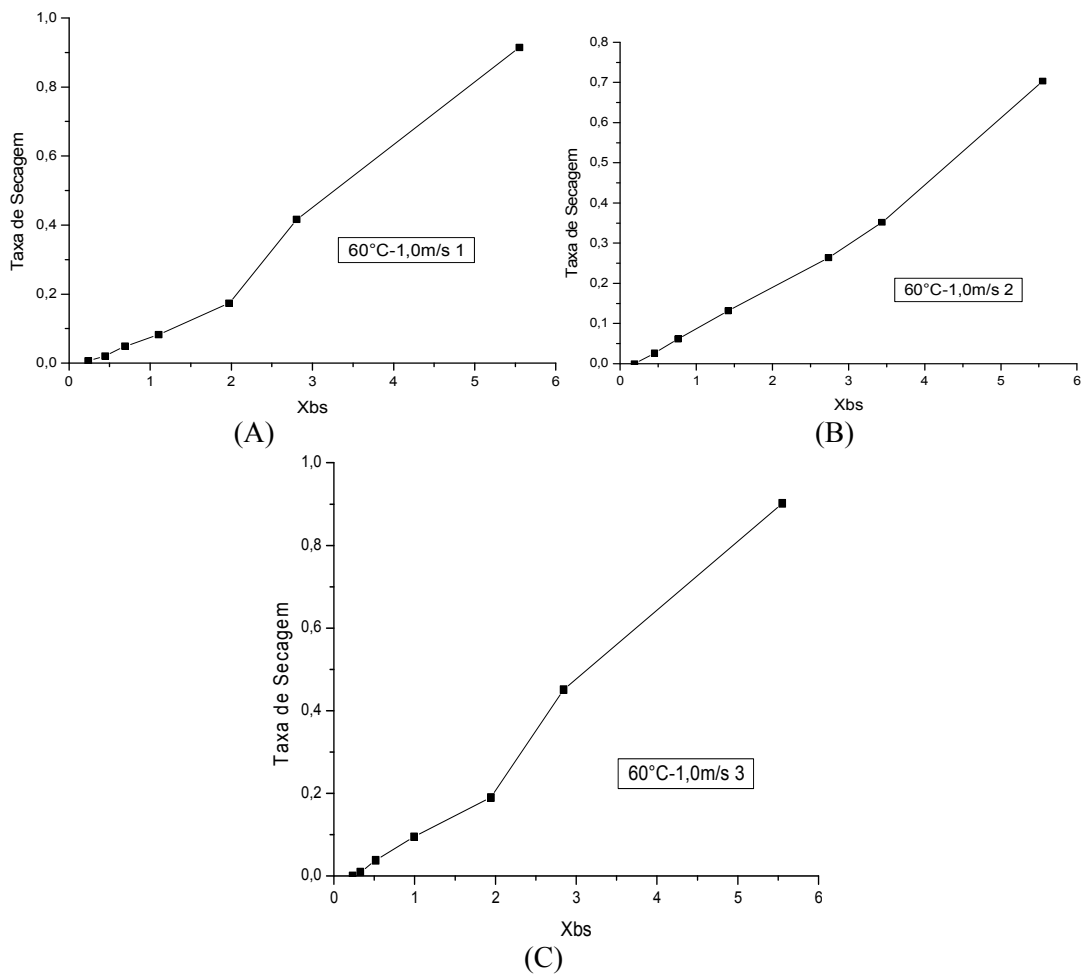 1,0
0,8
0,6
0,4
0,2
0,0
Taxa de Secagem
60°C-1,0m/s 1
0 1 2 3 4 5 6
Xbs
(A)
0,8
0,7
0,6
0,5
0,4
0,3
0,2
0,1
0,0
Taxa de Secagem
60°C-1,0m/s 2
0 1 2 3 4 5 6
Xbs
(B)
1,0
0,8
0,6
0,4
0,2
0,0
Taxa de Secagem
60°C-1,0m/s 3
0 1 2 3 4 5 6
Xbs
(C)